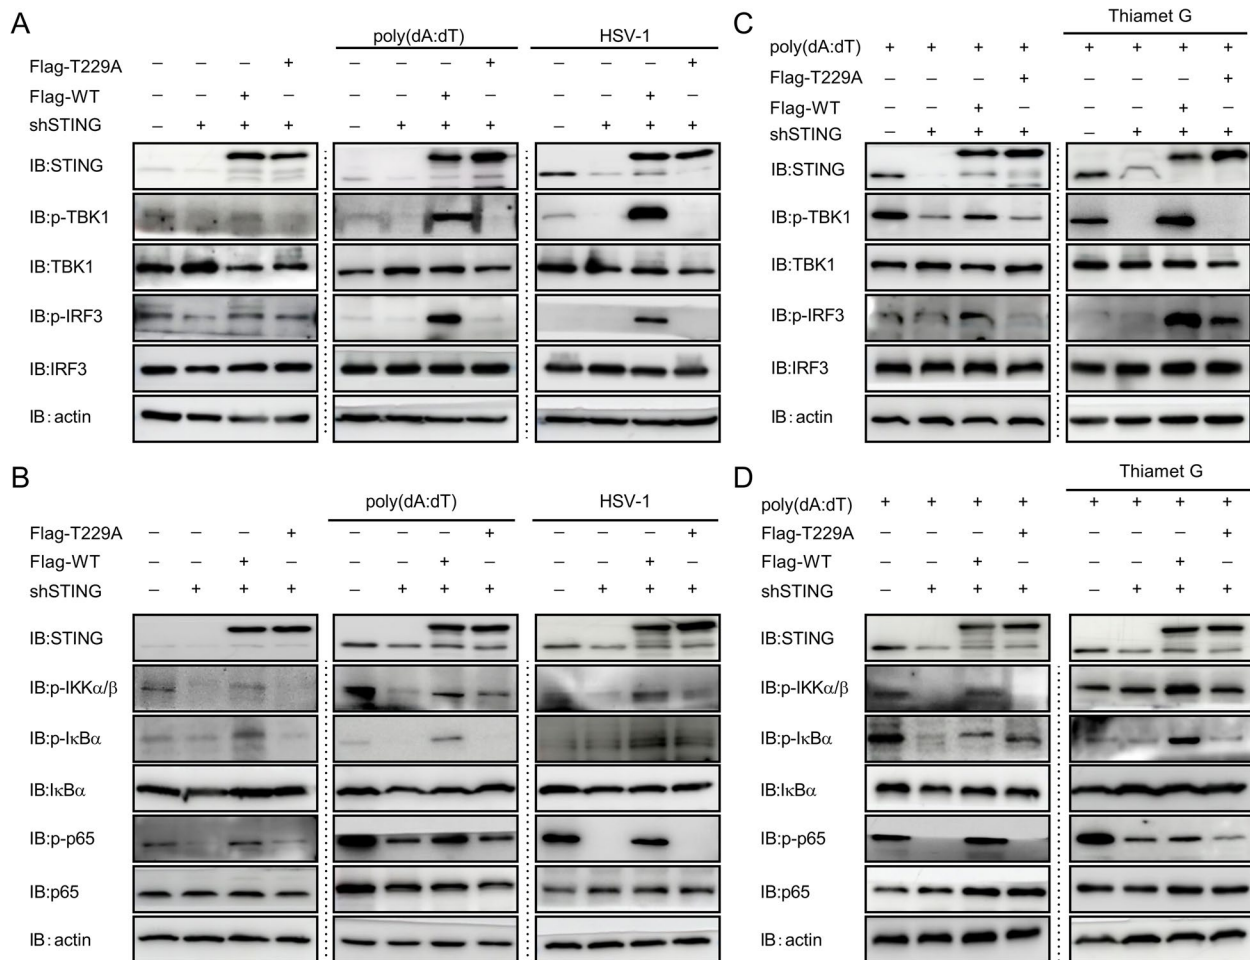 A
poly(dA:dT) HSV-1
Flag-T229A – – – + – – – + – – – +
Flag-WT – – + – – – + – – – + –
shSTING – + + + – + + + – + + +
IB:STING
IB:p-TBK1
IB:TBK1
IB:p-IRF3
IB:IRF3
IB:actin
B
poly(dA:dT) HSV-1
Flag-T229A – – – + – – – + – – – +
Flag-WT – – + – – – + – – – + –
shSTING – + + + – + + + – + + +
IB:STING
IB:p-IKKα/β
IB:p-IκBα
IB:IκBα
IB:p-p65
IB:p65
IB:actin
C
Thiamet G
poly(dA:dT) + + + + + + + +
Flag-T229A – – – + – – – +
Flag-WT – – + – – – + –
shSTING – + + + – + + +
IB:STING
IB:p-TBK1
IB:TBK1
IB:p-IRF3
IB:IRF3
IB:actin
D
Thiamet G
poly(dA:dT) + + + + + + + +
Flag-T229A – – – + – – – +
Flag-WT – – + – – – + –
shSTING – + + + – + + +
IB:STING
IB:p-IKKα/β
IB:p-IκBα
IB:IκBα
IB:p-p65
IB:p65
IB:actin